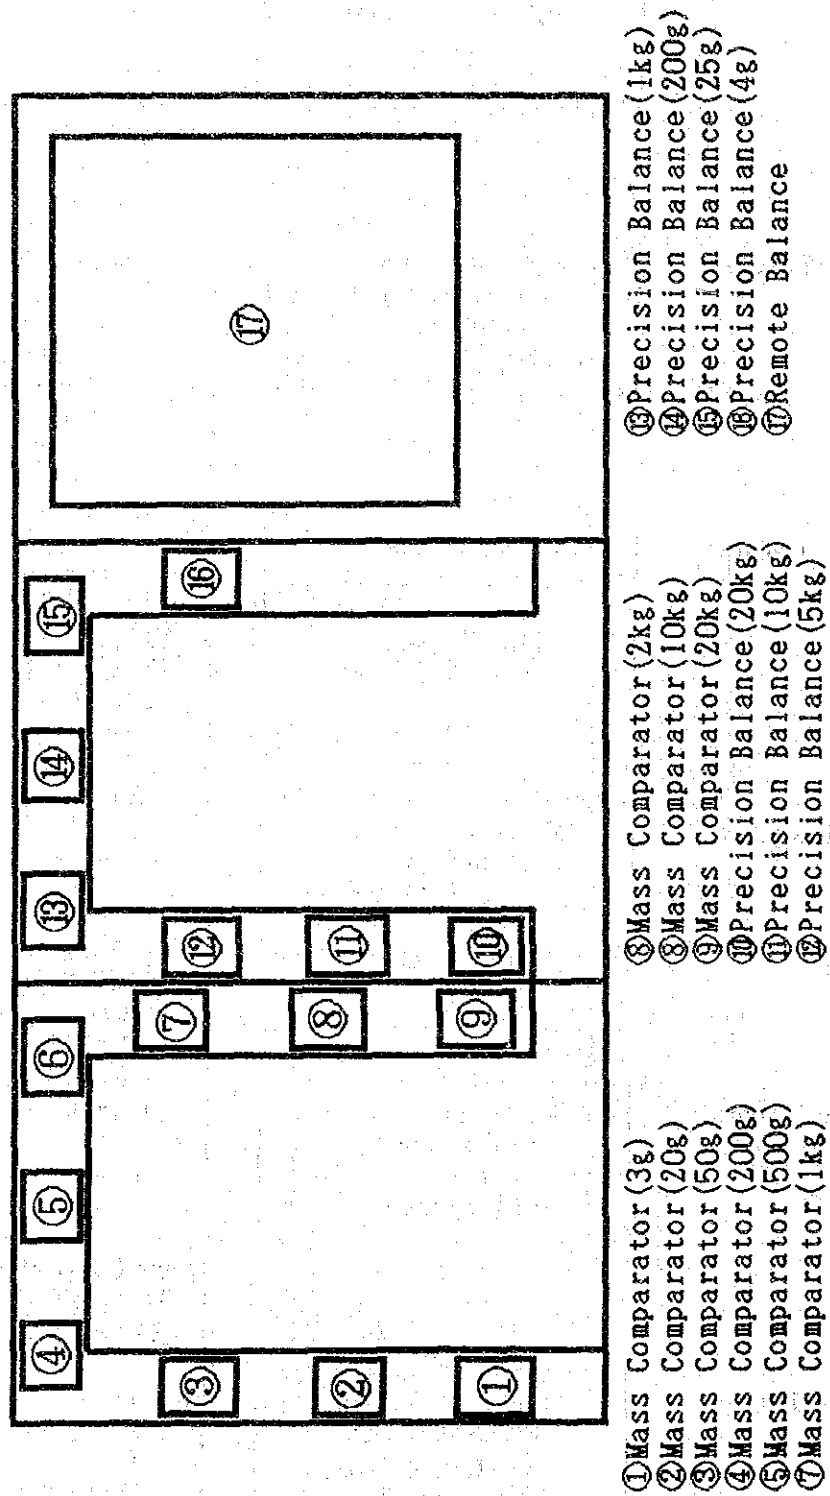 ④ ⑤ ⑥ ⑬ ⑭ ⑮
③ ⑦ ⑫ ⑯ ⑰
② ⑧ ⑪
① ⑨ ⑩
①Mass Comparator(3g)
②Mass Comparator(20g)
③Mass Comparator(50g)
④Mass Comparator(200g)
⑤Mass Comparator(500g)
⑦Mass Comparator(1kg)
⑧Mass Comparator(2kg)
⑧Mass Comparator(10kg)
⑨Mass Comparator(20kg)
⑩Precision Balance(20kg)
⑪Precision Balance(10kg)
⑫Precision Balance(5kg)
⑬Precision Balance(1kg)
⑭Precision Balance(200g)
⑮Precision Balance(25g)
⑯Precision Balance(4g)
⑰Remote Balance